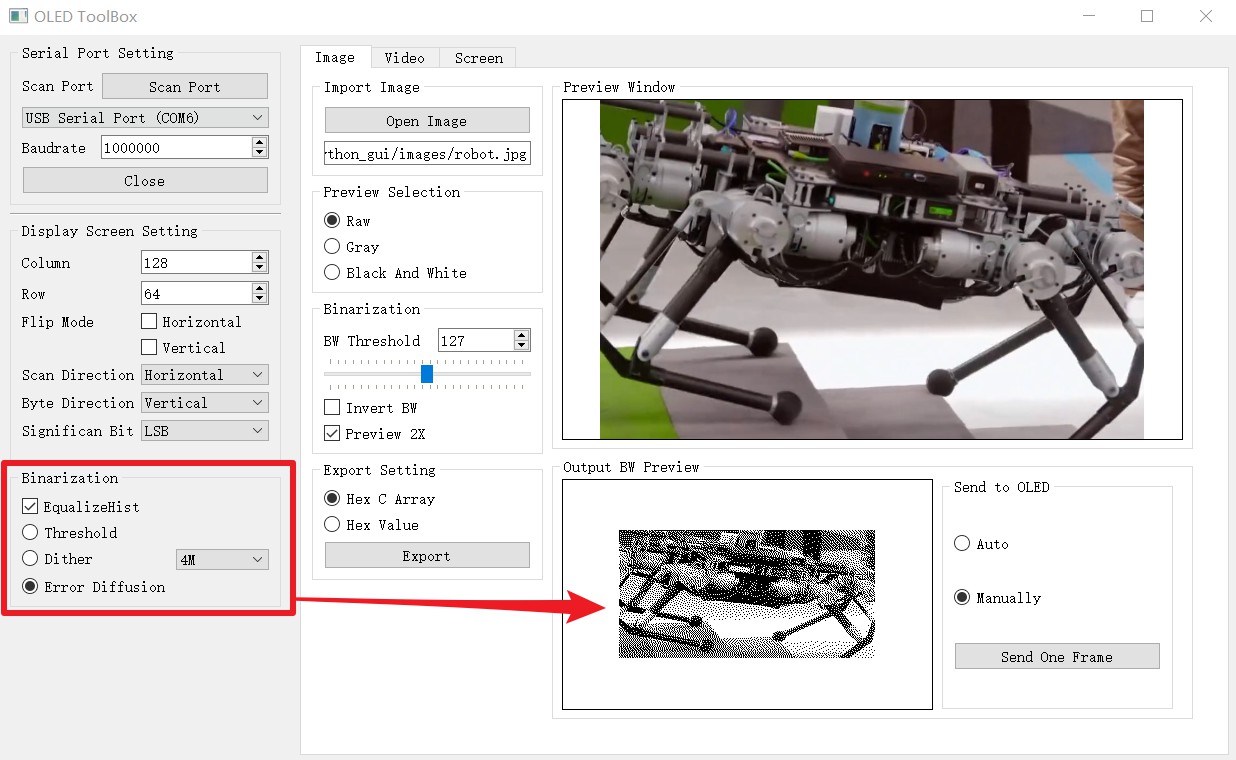 OLED ToolBox
Serial Port Setting
Scan Port
Scan Port
USB Serial Port (COM6)
Baudrate
1000000
Close
Display Screen Setting
Column
128
Row
64
Flip Mode
Horizontal
Vertical
Scan Direction
Horizontal
Byte Direction
Vertical
Significan Bit
LSB
Binarization
EqualizeHist
Threshold
Dither
4M
Error Diffusion
Image
Video
Screen
Import Image
Open Image
rthon_gui/images/robot.jpg
Preview Selection
Raw
Gray
Black And White
Binarization
BW Threshold
127
Invert BW
Preview 2X
Export Setting
Hex C Array
Hex Value
Export
Preview Window
Output BW Preview
Send to OLED
Auto
Manually
Send One Frame